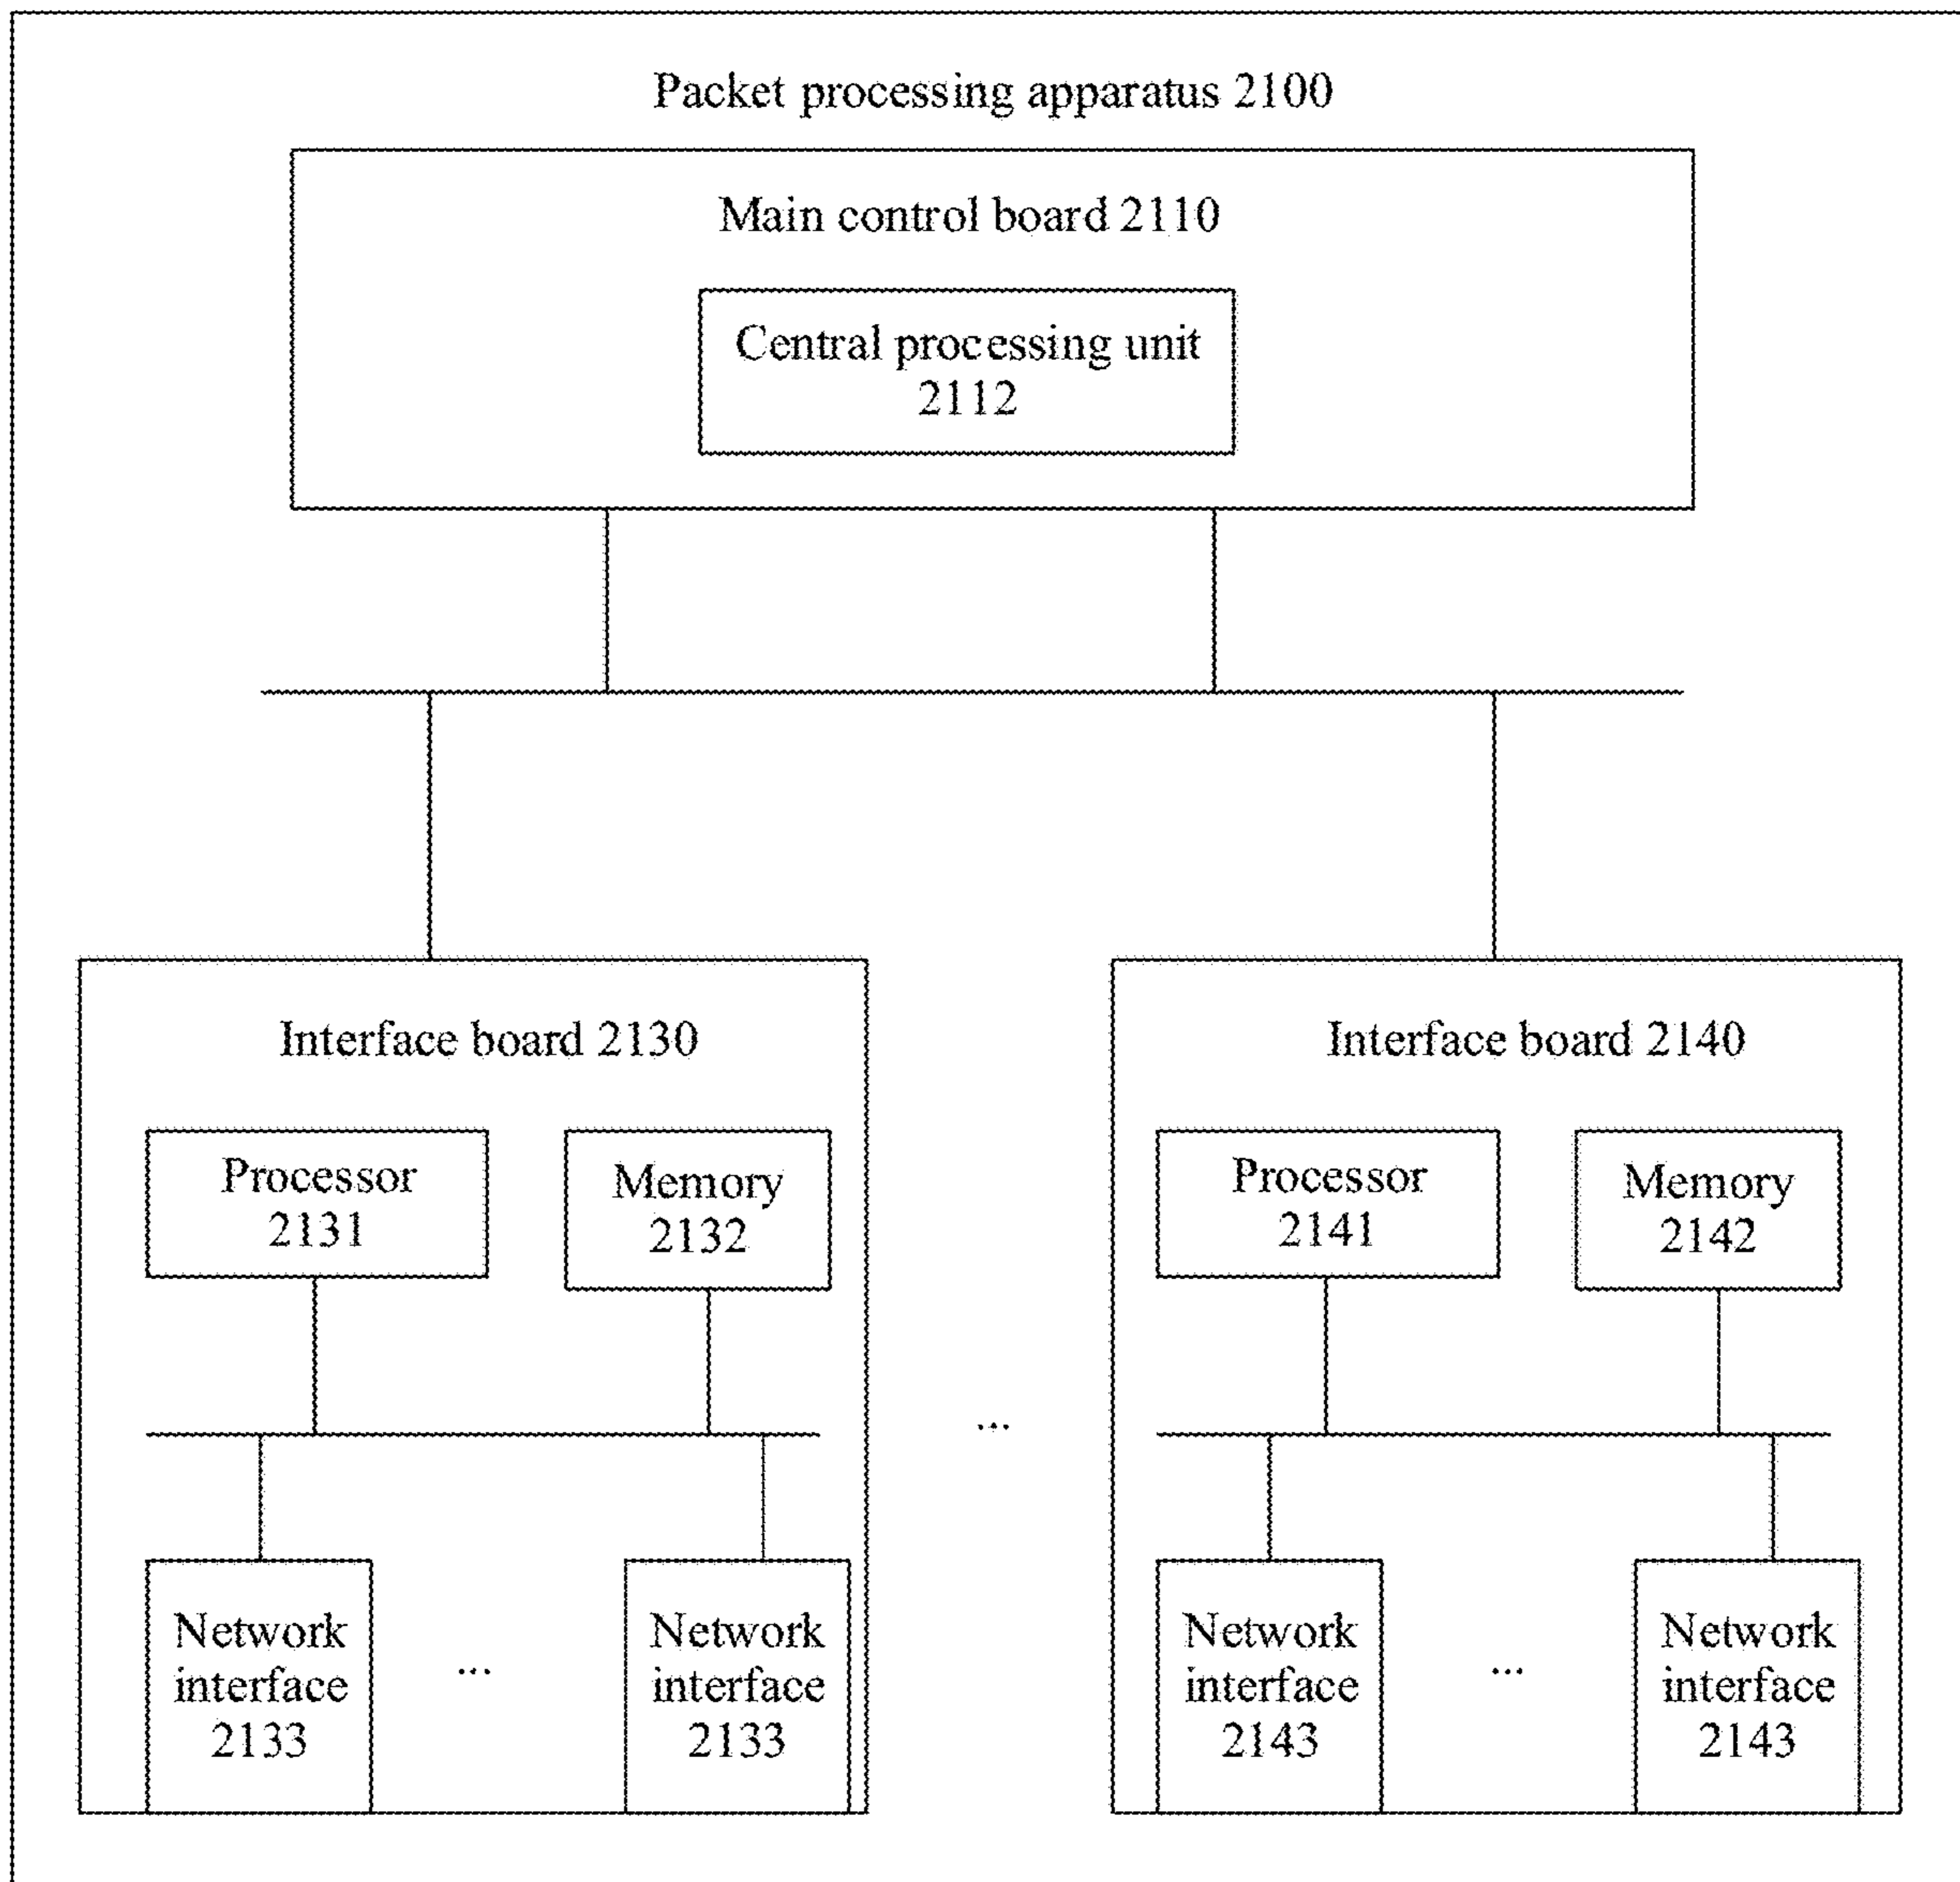 Packet processing apparatus 2100
Main control board 2110
Central processing unit
2112
Interface board 2130
Processor
2131
Memory
2132
Network
interface
2133
...
Network
interface
2133
...
Interface board 2140
Processor
2141
Memory
2142
Network
interface
2143
...
Network
interface
2143